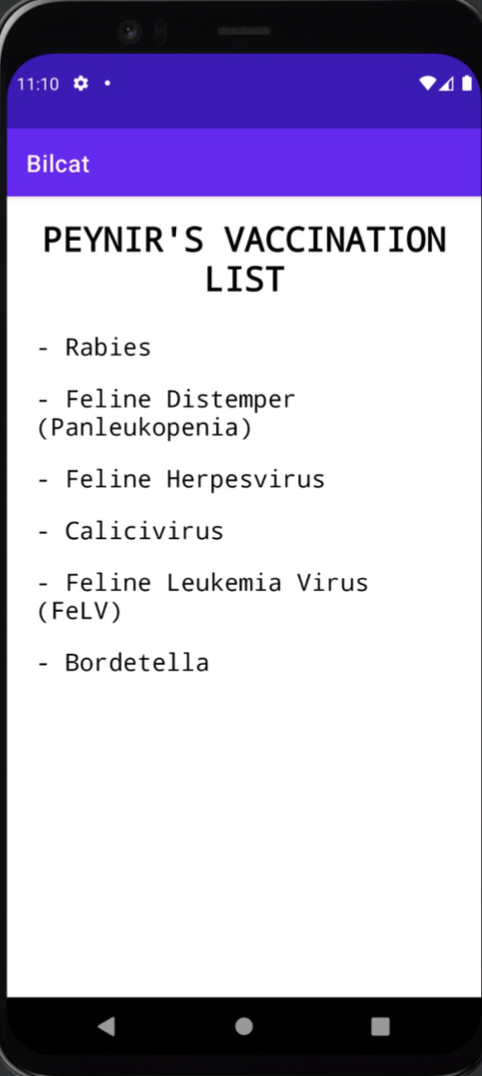 11:10
Bilcat
PEYNIR'S VACCINATION
LIST
- Rabies
- Feline Distemper
(Panleukopenia)
- Feline Herpesvirus
- Calicivirus
- Feline Leukemia Virus
(FeLV)
- Bordetella